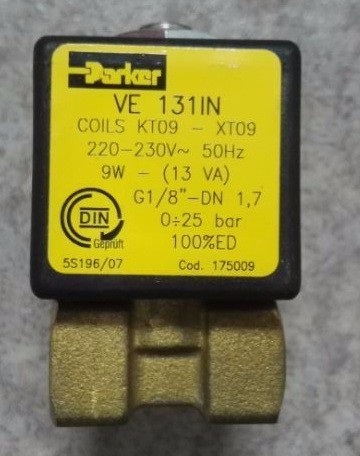 Parker
VE 131IN
COILS KT09 - XT09
220-230V~ 50Hz
9W - (13 VA)
G1/8"-DN 1,7
0÷25 bar
100%ED
DIN
Geprüft
5S196/07
Cod. 175009